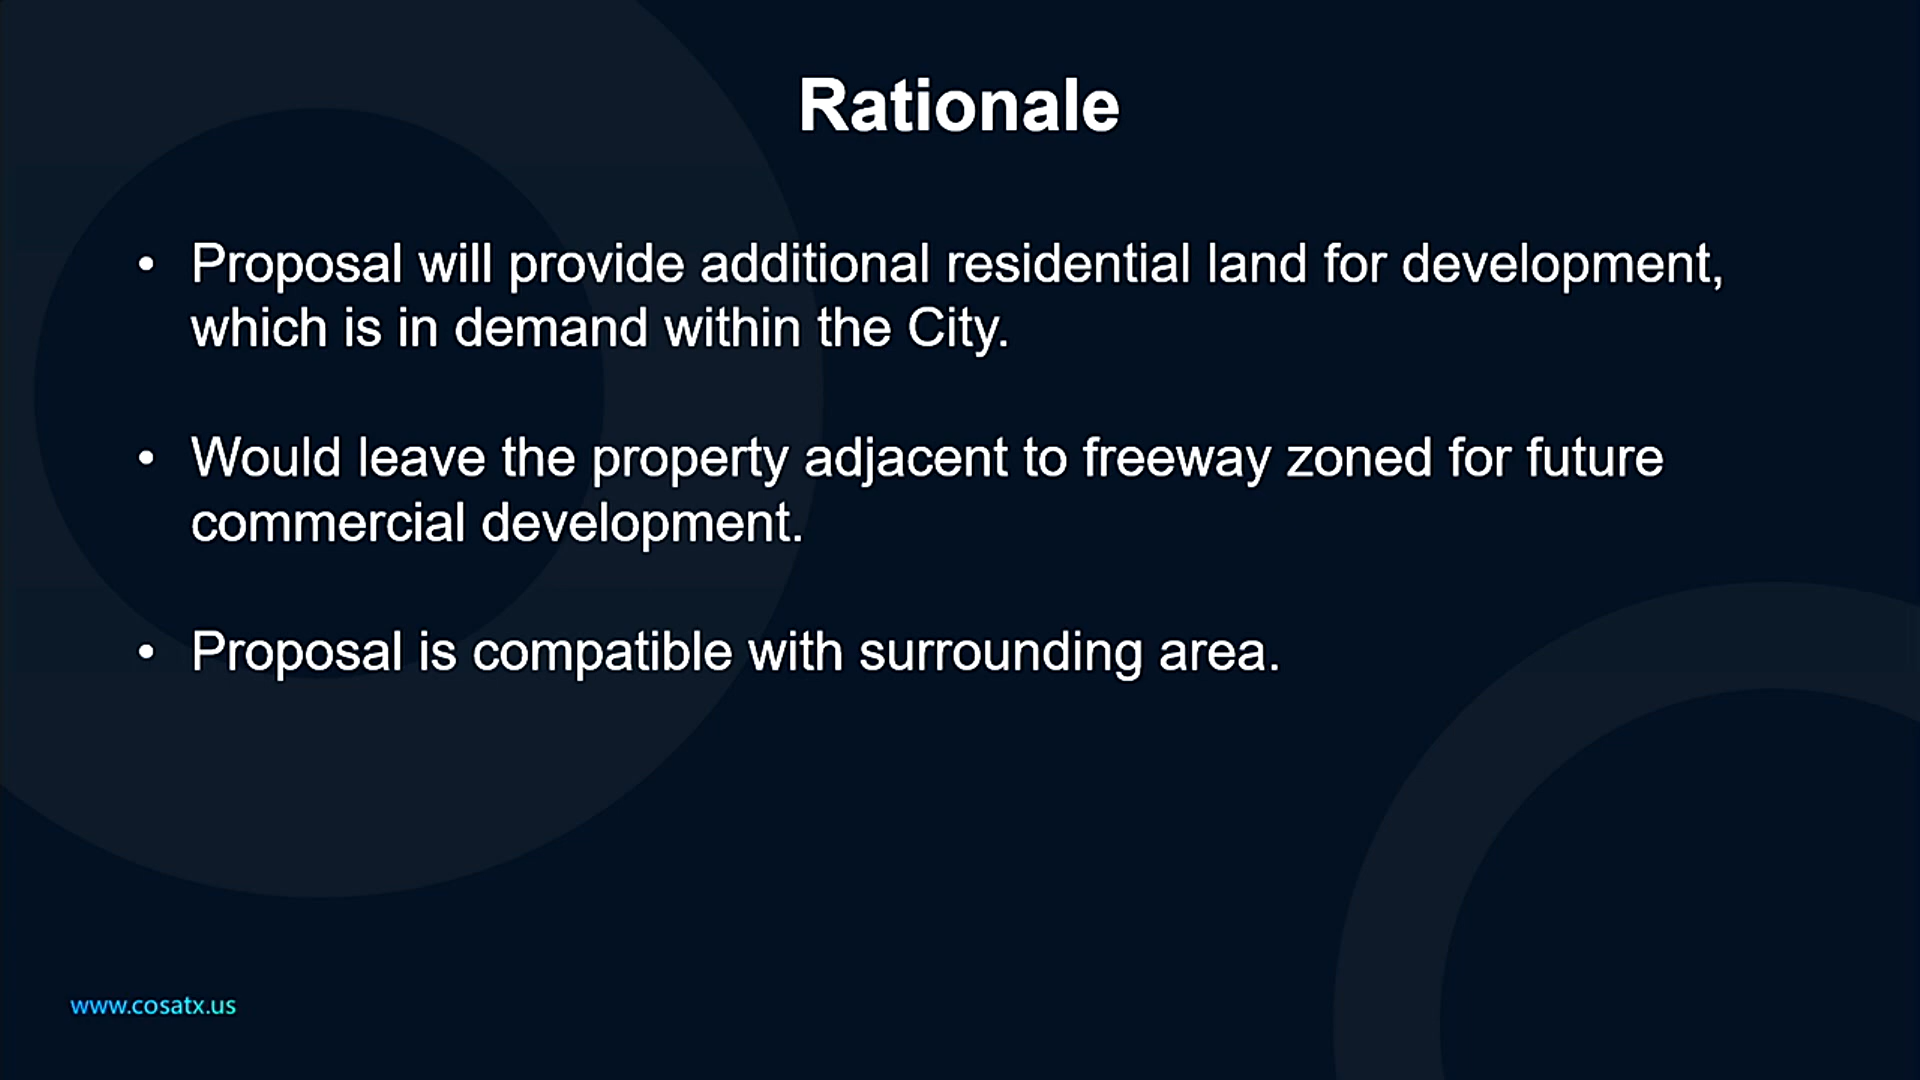 Rationale
• Proposal will provide additional residential land for development,
which is in demand within the City.
• Would leave the property adjacent to freeway zoned for future
commercial development.
• Proposal is compatible with surrounding area.
www.cosatx.us